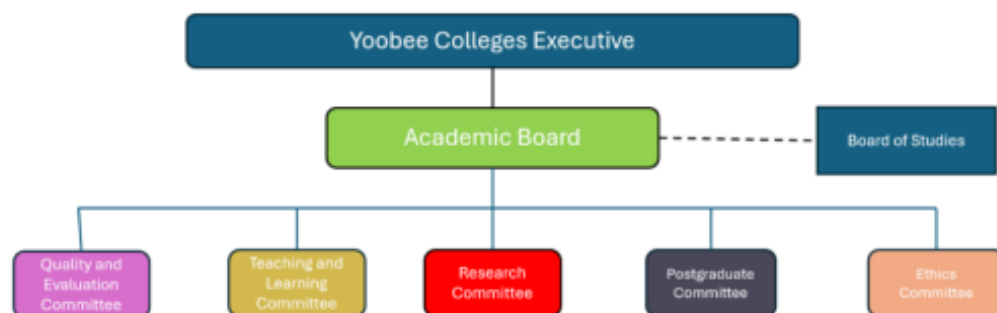 Yoobee Colleges Executive
Academic Board
Board of Studies
Quality and
Evaluation
Committee
Teaching and
Learning
Committee
Research
Committee
Postgraduate
Committee
Ethics
Committee